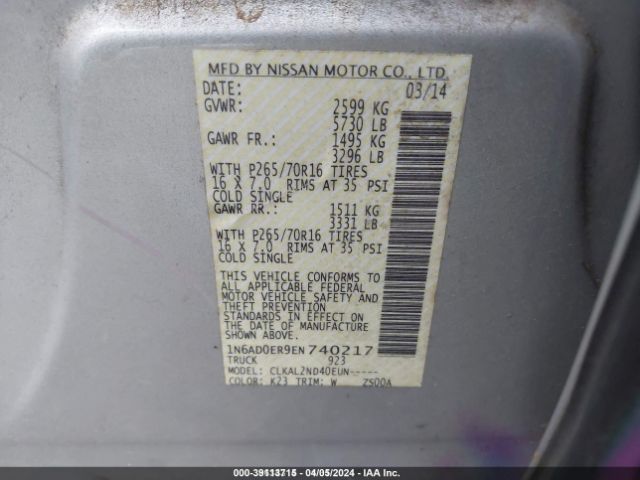 MFD BY NISSAN MOTOR CO., LTD.
DATE: 03/14
GVWR: 2599 KG
5730 LB
GAWR FR.: 1495 KG
3296 LB
WITH P265/70R16 TIRES
16 X 7.0 RIMS AT 35 PSI
COLD SINGLE
GAWR RR.: 1511 KG
3331 LB
WITH P265/70R16 TIRES
16 X 7.0 RIMS AT 35 PSI
COLD SINGLE
THIS VEHICLE CONFORMS TO
ALL APPLICABLE FEDERAL
MOTOR VEHICLE SAFETY AND
THEFT PREVENTION
STANDARDS IN EFFECT ON
THE DATE OF MANUFACTURE
SHOWN ABOVE.
1N6AD0ER9EN740217
TRUCK 923
MODEL: CLKALZND40EUN-----
COLOR: K23 TRIM: W ZS00A
000-39113715 - 04/05/2024 - IAA Inc.